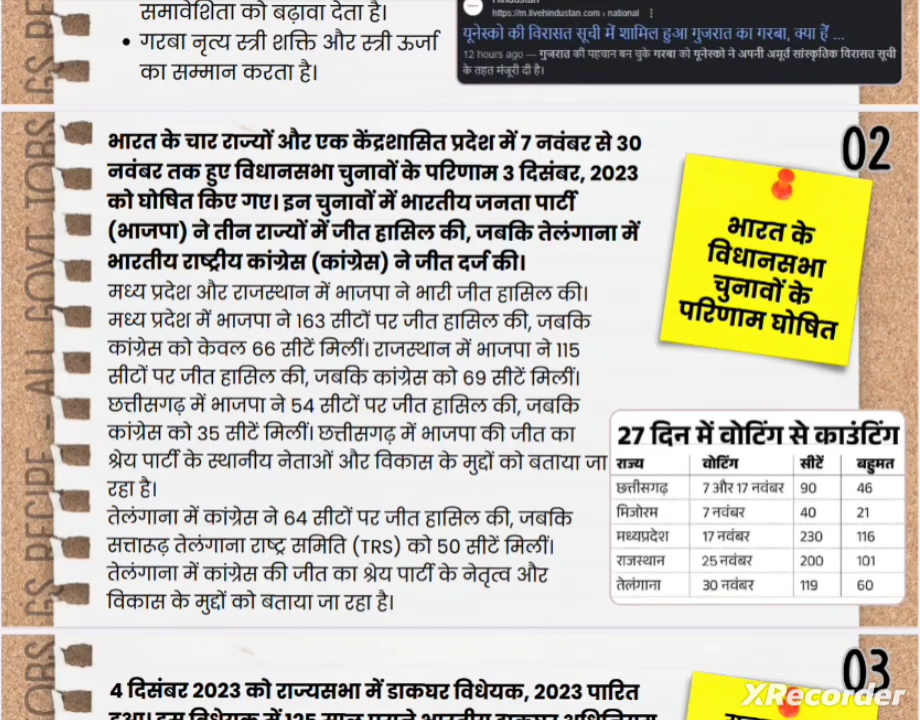 समावेशिता को बढ़ावा देता है।
• गरबा नृत्य स्त्री शक्ति और स्त्री ऊर्जा
का सम्मान करता है।
https://m.livehindustan.com › national
यूनेस्को की विरासत सूची में शामिल हुआ गुजरात का गरबा, क्या हैं ...
12 hours ago — गुजरात की पहचान बन चुके गरबा को यूनेस्को ने अपनी अमूर्त सांस्कृतिक विरासत सूची
के तहत मंजूरी दी है।
02
भारत के चार राज्यों और एक केंद्रशासित प्रदेश में 7 नवंबर से 30
नवंबर तक हुए विधानसभा चुनावों के परिणाम 3 दिसंबर, 2023
को घोषित किए गए। इन चुनावों में भारतीय जनता पार्टी
(भाजपा) ने तीन राज्यों में जीत हासिल की, जबकि तेलंगाना में
भारतीय राष्ट्रीय कांग्रेस (कांग्रेस) ने जीत दर्ज की।
मध्य प्रदेश और राजस्थान में भाजपा ने भारी जीत हासिल की।
मध्य प्रदेश में भाजपा ने 163 सीटों पर जीत हासिल की, जबकि
कांग्रेस को केवल 66 सीटें मिलीं। राजस्थान में भाजपा ने 115
सीटों पर जीत हासिल की, जबकि कांग्रेस को 69 सीटें मिलीं।
छत्तीसगढ़ में भाजपा ने 54 सीटों पर जीत हासिल की, जबकि
कांग्रेस को 35 सीटें मिलीं। छत्तीसगढ़ में भाजपा की जीत का
श्रेय पार्टी के स्थानीय नेताओं और विकास के मुद्दों को बताया जा
रहा है।
तेलंगाना में कांग्रेस ने 64 सीटों पर जीत हासिल की, जबकि
सत्तारूढ़ तेलंगाना राष्ट्र समिति (TRS) को 50 सीटें मिलीं।
तेलंगाना में कांग्रेस की जीत का श्रेय पार्टी के नेतृत्व और
विकास के मुद्दों को बताया जा रहा है।
भारत के
विधानसभा
चुनावों के
परिणाम घोषित
27 दिन में वोटिंग से काउंटिंग
राज्य वोटिंग सीटें बहुमत
छत्तीसगढ़ 7 और 17 नवंबर 90 46
मिजोरम 7 नवंबर 40 21
मध्यप्रदेश 17 नवंबर 230 116
राजस्थान 25 नवंबर 200 101
तेलंगाना 30 नवंबर 119 60
GS RECIPE - ALL GOVT JOBS
03
4 दिसंबर 2023 को राज्यसभा में डाकघर विधेयक, 2023 पारित
XRecorder